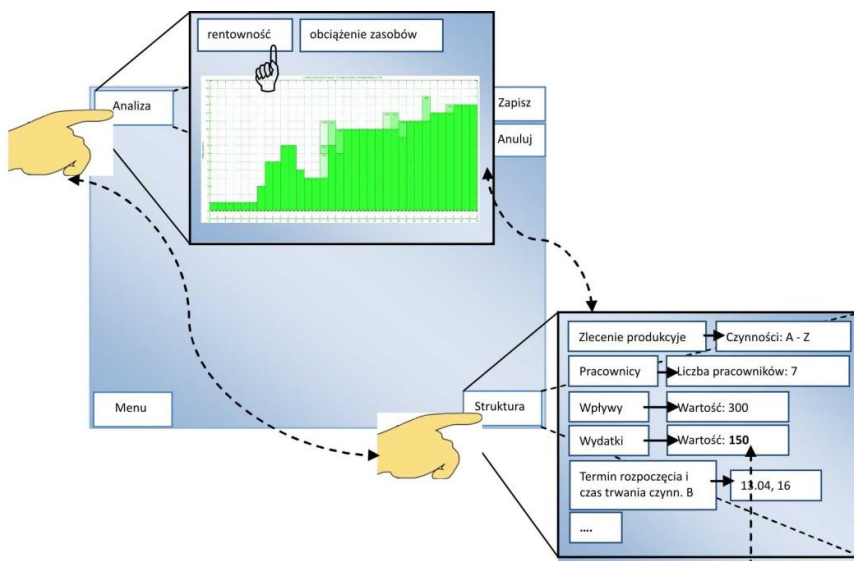 rentowność
obciążenie zasobów
Analiza
Zapisz
Anuluj
Menu
Struktura
Zlecenie produkcyje
Czynności: A - Z
Pracownicy
Liczba pracowników: 7
Wpływy
Wartość: 300
Wydatki
Wartość: 150
Termin rozpoczęcia i
czas trwania czynn. B
13.04, 16
....